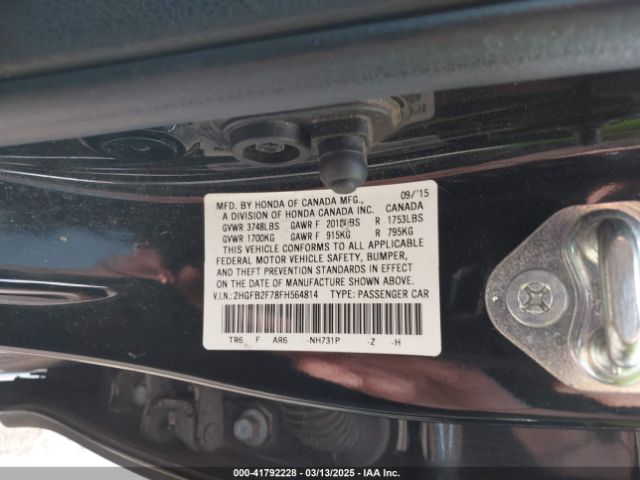 MFD. BY HONDA OF CANADA MFG., 09/'15
A DIVISION OF HONDA CANADA INC. CANADA
GVWR 3748LBS GAWR F 2010LBS R 1753LBS
GVWR 1700KG GAWR F 915KG R 795KG
THIS VEHICLE CONFORMS TO ALL APPLICABLE
FEDERAL MOTOR VEHICLE SAFETY, BUMPER,
AND THEFT PREVENTION STANDARDS IN EFFECT
ON THE DATE OF MANUFACTURE SHOWN ABOVE.
V.I.N.:2HGFB2F78FH564814 TYPE: PASSENGER CAR
TR6 F AR6 -NH731P -Z -H
000-41792228 - 03/13/2025 - IAA Inc.